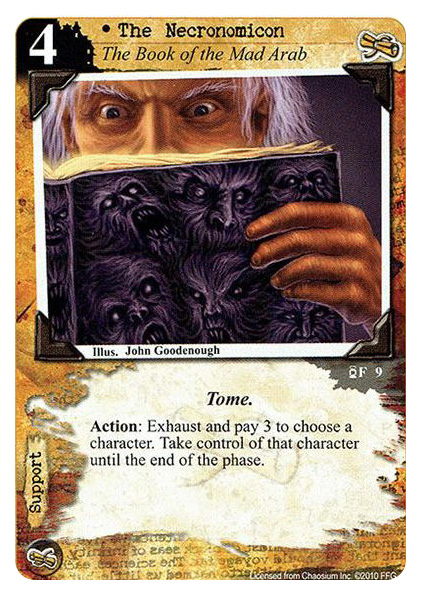 4
• The Necronomicon
The Book of the Mad Arab
Illus. John Goodenough
F 9
Tome.
Action: Exhaust and pay 3 to choose a
character. Take control of that character
until the end of the phase.
Support
Licensed from Chaosium Inc. ©2010 FFG